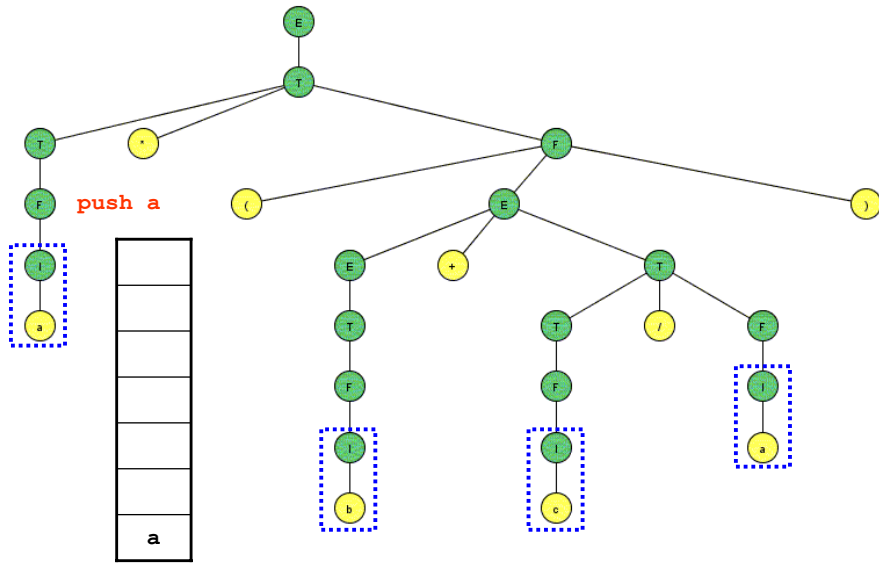 E
T
T * F
F push a ( E )
I E + T
a T T / F
F F I
I I a
b c
a